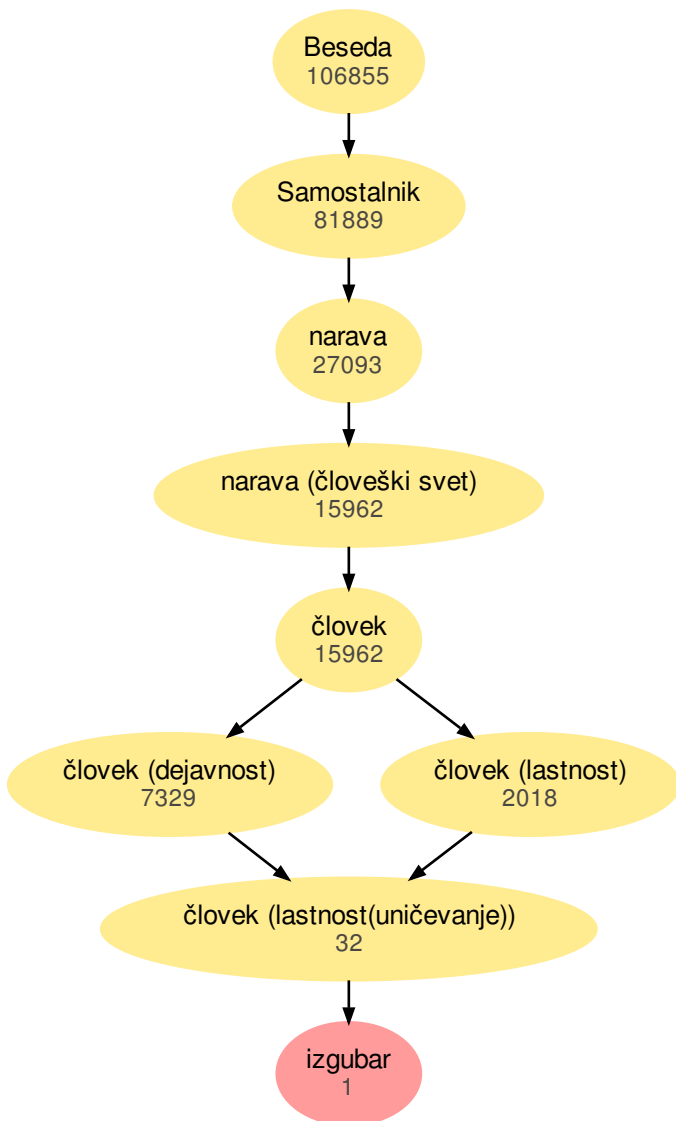 Beseda
106855
Samostalnik
81889
narava
27093
narava (človeški svet)
15962
človek
15962
človek (dejavnost)
7329
človek (lastnost)
2018
človek (lastnost(uničevanje))
32
izgubar
1